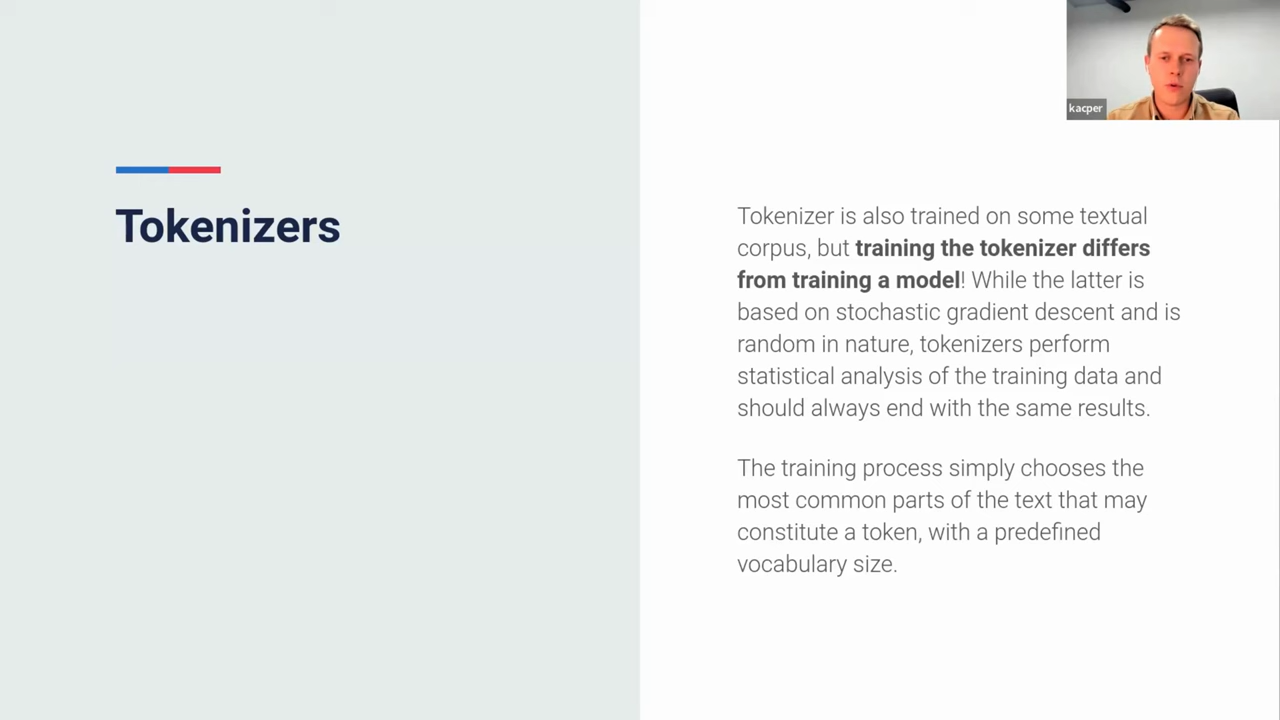 kacper
Tokenizers
Tokenizer is also trained on some textual
corpus, but training the tokenizer differs
from training a model! While the latter is
based on stochastic gradient descent and is
random in nature, tokenizers perform
statistical analysis of the training data and
should always end with the same results.
The training process simply chooses the
most common parts of the text that may
constitute a token, with a predefined
vocabulary size.